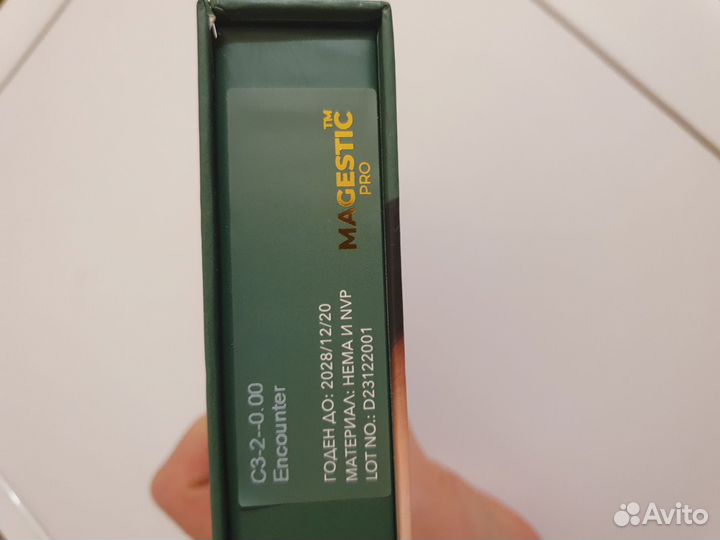 MAGESTIC™
PRO
C3-2--0.00
Encounter
ГОДЕН ДО: 2028/12/20
МАТЕРИАЛ: HEMA И NVP
LOT NO.: D23122001
Avito